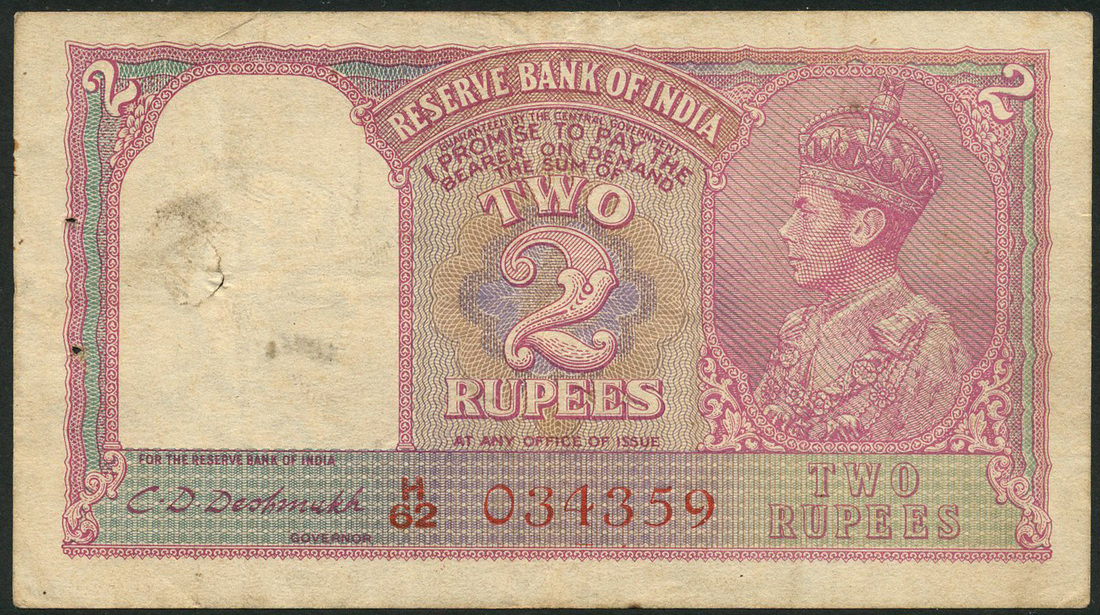 2
2
RESERVE BANK OF INDIA
GUARANTEED BY THE CENTRAL GOVERNMENT
I PROMISE TO PAY THE
BEARER ON DEMAND
THE SUM OF
TWO
2
RUPEES
AT ANY OFFICE OF ISSUE
FOR THE RESERVE BANK OF INDIA
C. D. Deshmukh
GOVERNOR
H/62 034359
TWO
RUPEES
2
2